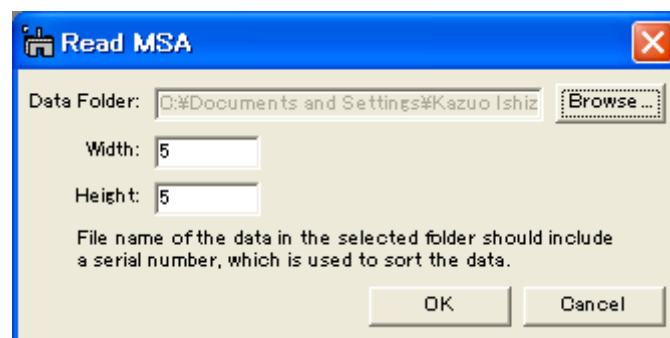 Read MSA
Data Folder: C:¥Documents and Settings¥Kazuo Ishiz Browse...
Width: 5
Height: 5
File name of the data in the selected folder should include
a serial number, which is used to sort the data.
OK Cancel